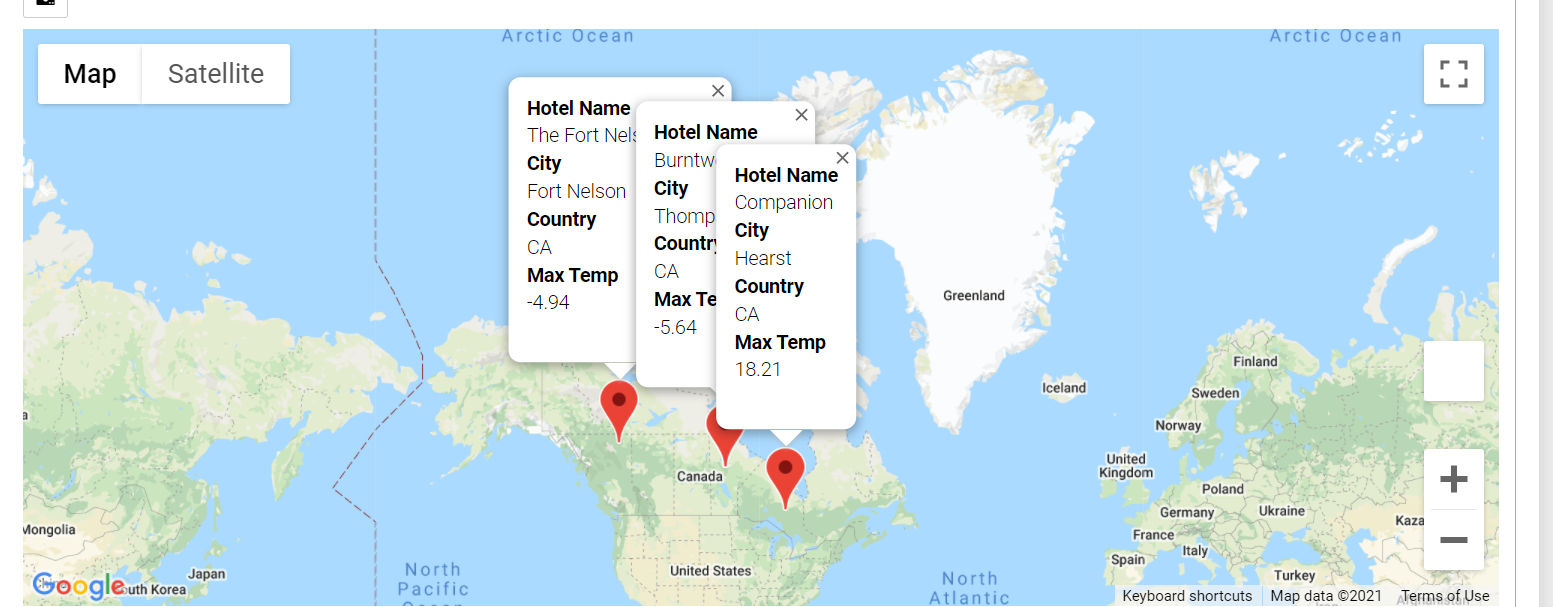 Arctic Ocean
Arctic Ocean
Map
Satellite
Hotel Name
The Fort Nels
City
Fort Nelson
Country
CA
Max Temp
-4.94
Hotel Name
Burntw
City
Thomp
Country
CA
Max Te
-5.64
Hotel Name
Companion
City
Hearst
Country
CA
Max Temp
18.21
Greenland
Iceland
Finland
Sweden
Norway
United
Kingdom
Poland
Germany
Ukraine
France
Kaza
Italy
Spain
Turkey
Canada
United States
Mongolia
Japan
uth Korea
North
Pacific
Ocean
North
Atlantic
Google
Keyboard shortcuts
Map data ©2021
Terms of Use